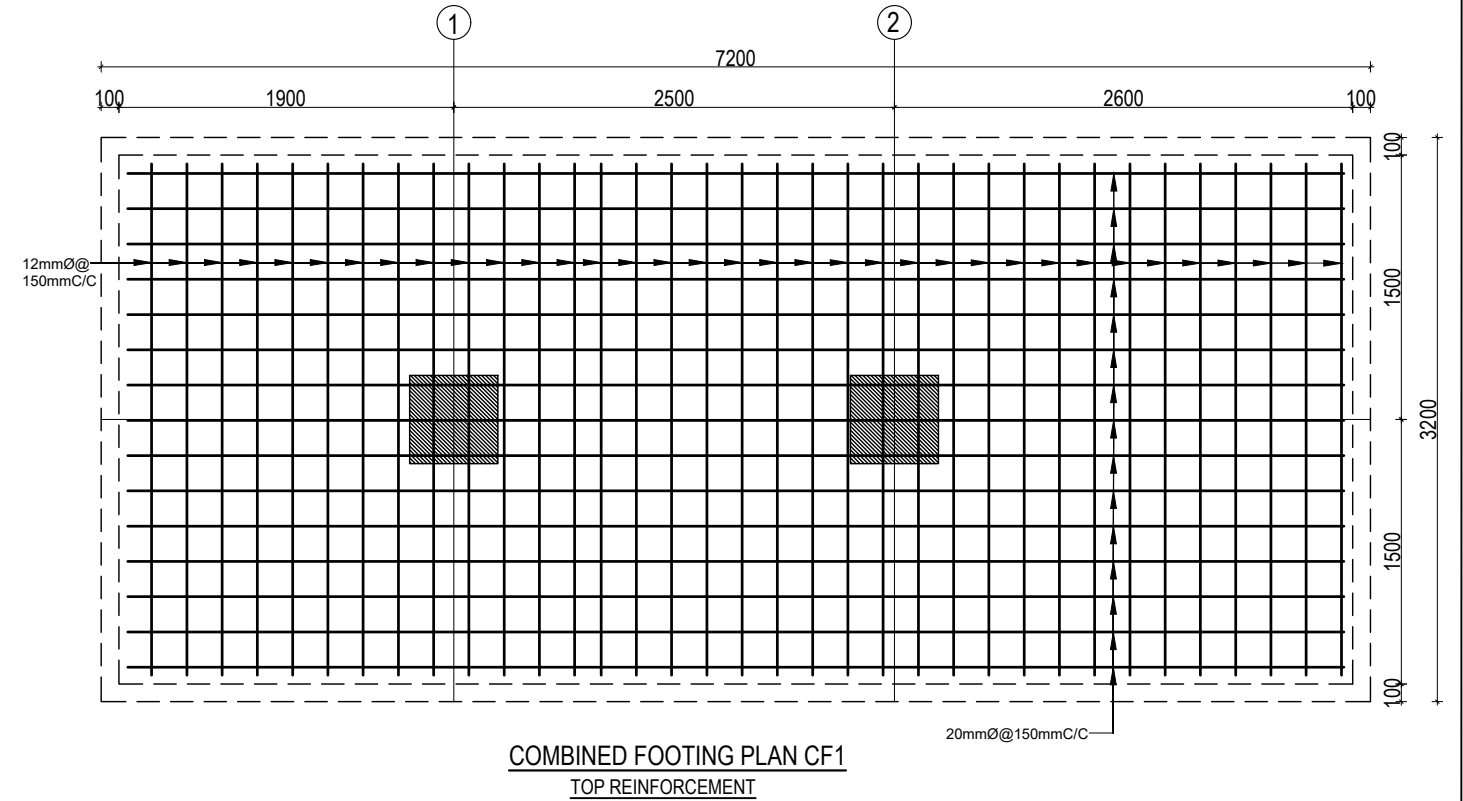 1
2
7200
100
1900
2500
2600
100
100
12mmØ@
150mmC/C
1500
3200
1500
100
20mmØ@150mmC/C
COMBINED FOOTING PLAN CF1
TOP REINFORCEMENT